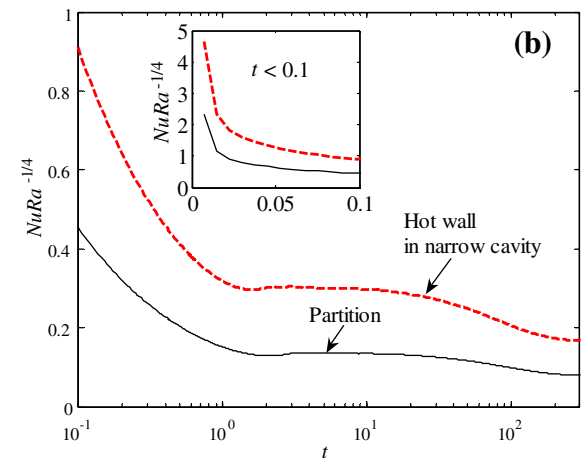 (b)
NuRa^-1/4
1
0.8
0.6
0.4
0.2
0
10^-1
10^0
10^1
10^2
t
NuRa^-1/4
5
4
3
2
1
0
0
0.05
0.1
t < 0.1
Hot wall
in narrow cavity
Partition